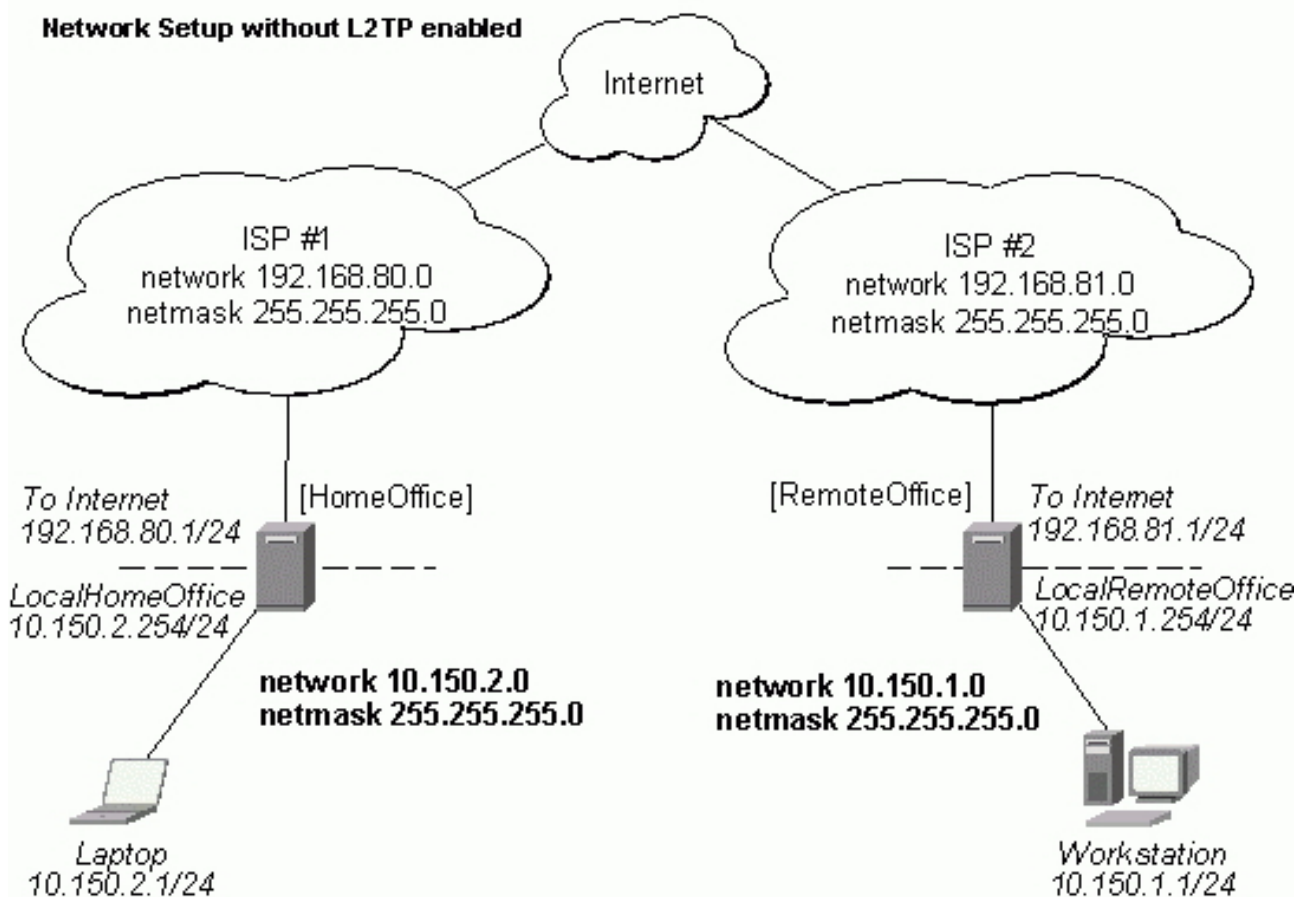 Network Setup without L2TP enabled
Internet
ISP #1
network 192.168.80.0
netmask 255.255.255.0
ISP #2
network 192.168.81.0
netmask 255.255.255.0
To Internet
192.168.80.1/24
[HomeOffice]
[RemoteOffice]
To Internet
192.168.81.1/24
LocalHomeOffice
10.150.2.254/24
LocalRemoteOffice
10.150.1.254/24
network 10.150.2.0
netmask 255.255.255.0
network 10.150.1.0
netmask 255.255.255.0
Laptop
10.150.2.1/24
Workstation
10.150.1.1/24